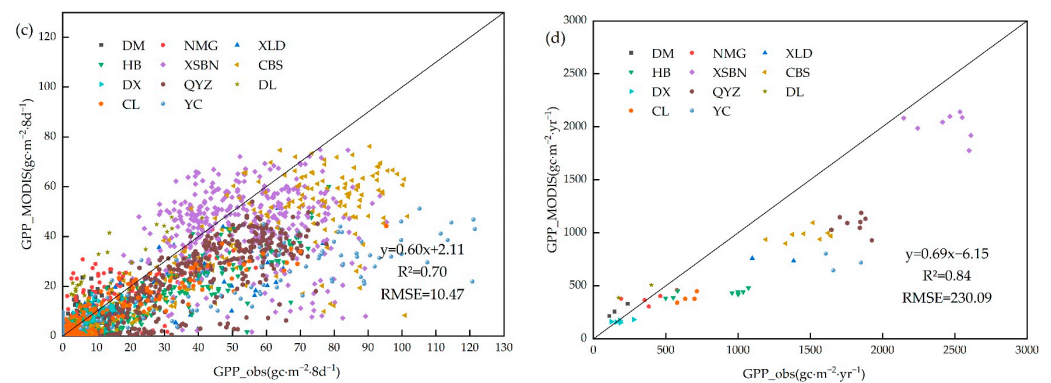 (c)
GPP_MODIS(gc·m⁻²·8d⁻¹)
120
100
80
60
40
20
0
DM NMG XLD
HB XSBN CBS
DX QYZ DL
CL YC
y=0.60x+2.11
R²=0.70
RMSE=10.47
0 10 20 30 40 50 60 70 80 90 100 110 120 130
GPP_obs(gc·m⁻²·8d⁻¹)
(d)
GPP_MODIS(gc·m⁻²·yr⁻¹)
3000
2500
2000
1500
1000
500
0
DM NMG XLD
HB XSBN CBS
DX QYZ DL
CL YC
y=0.69x−6.15
R²=0.84
RMSE=230.09
0 500 1000 1500 2000 2500 3000
GPP_obs(gc·m⁻²·yr⁻¹)